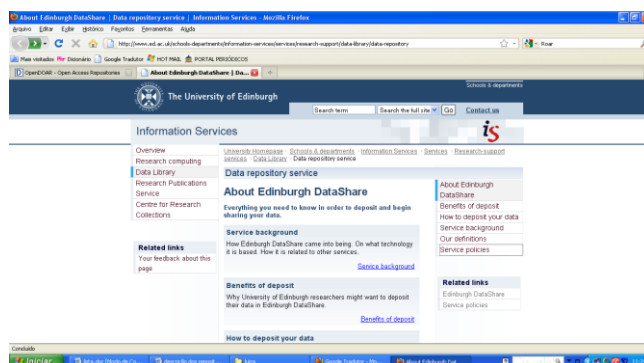 About Edinburgh DataShare | Data repository service | Information Services - Mozilla Firefox
Arquivo Editar Exibir Histórico Favoritos Ferramentas Ajuda
http://www.ed.ac.uk/schools-departments/information-services/services/research-support/data-library/data-repository
Roar
Mais visitados Dicionário Google Tradutor HOT MAIL PORTAL PERIÓDICOS
OpenDOAR - Open Access Repositories
About Edinburgh DataShare | Da...
Schools & departments
The University of Edinburgh
Search term Search the full site Go Contact us
Information Services
is
Overview
Research computing
Data Library
Research Publications Service
Centre for Research Collections
Related links
Your feedback about this page
University Homepage Schools & departments Information Services Services Research-support
services Data Library Data repository service
Data repository service
About Edinburgh DataShare
Everything you need to know in order to deposit and begin
sharing your data.
Service background
How Edinburgh DataShare came into being. On what technology
it is based. How it is related to other services.
Service background
Benefits of deposit
Why University of Edinburgh researchers might want to deposit
their data in Edinburgh DataShare.
Benefits of deposit
How to deposit your data
About Edinburgh
DataShare
Benefits of deposit
How to deposit your data
Service background
Our definitions
Service policies
Related links
Edinburgh DataShare
Service policies
Concluído
Iniciar
Google Tradutor - Mo...